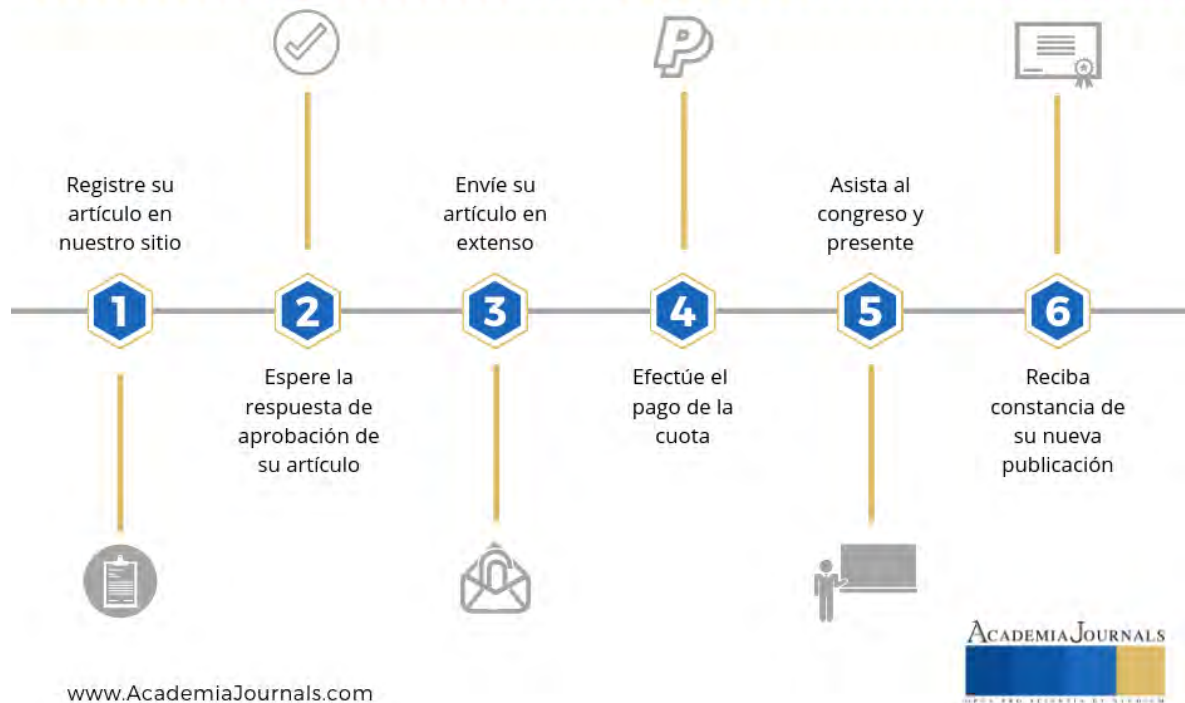 Registre su
artículo en
nuestro sitio
1
2
Espere la
respuesta de
aprobación de
su artículo
Envíe su
artículo en
extenso
3
4
Efectúe el
pago de la
cuota
Asista al
congreso y
presente
5
6
Reciba
constancia de
su nueva
publicación
www.AcademiaJournals.com
ACADEMIA JOURNALS